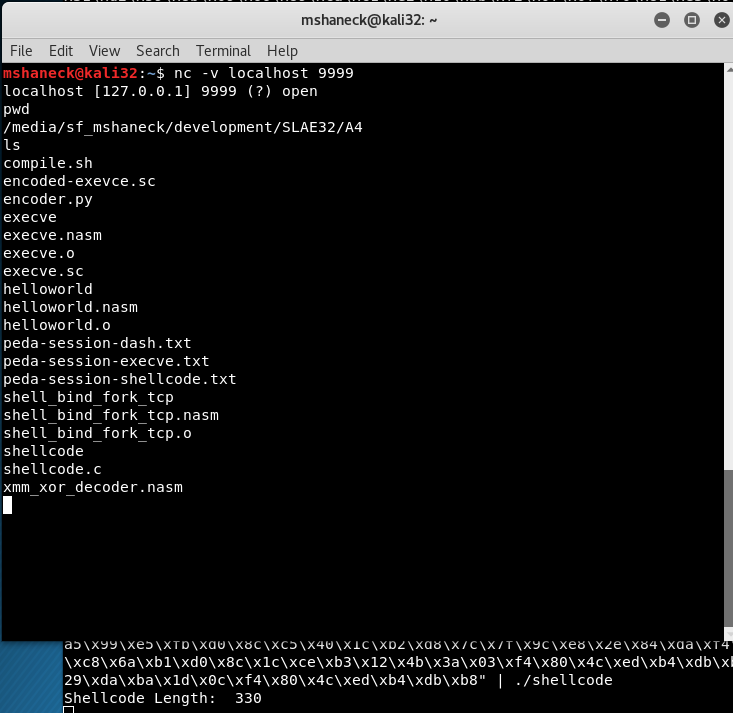 mshaneck@kali32: ~
File Edit View Search Terminal Help
mshaneck@kali32:~$ nc -v localhost 9999
localhost [127.0.0.1] 9999 (?) open
pwd
/media/sf_mshaneck/development/SLAE32/A4
ls
compile.sh
encoded-exevce.sc
encoder.py
execve
execve.nasm
execve.o
execve.sc
helloworld
helloworld.nasm
helloworld.o
peda-session-dash.txt
peda-session-execve.txt
peda-session-shellcode.txt
shell_bind_fork_tcp
shell_bind_fork_tcp.nasm
shell_bind_fork_tcp.o
shellcode
shellcode.c
xmm_xor_decoder.nasm
a5\x99\xe5\xfb\xd0\x8c\xc5\x40\x1c\xb2\xd8\x7c\x7f\x9c\xe8\x2e\x84\xda\xf4
\xc8\x6a\xb1\xd0\x8c\x1c\xce\xb3\x12\x4b\x3a\x03\xf4\x80\x4c\xed\xb4\xdb\xb
29\xda\xba\x1d\x0c\xf4\x80\x4c\xed\xb4\xdb\xb8" | ./shellcode
Shellcode Length: 330